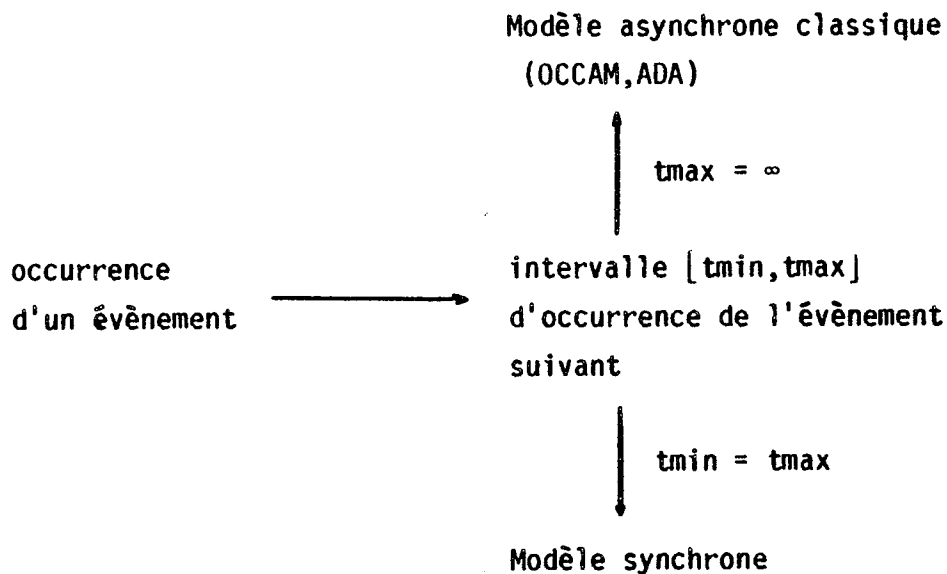 Modèle asynchrone classique
(OCCAM,ADA)
tmax = ∞
occurrence
d'un évènement
intervalle ⌊tmin,tmax⌋
d'occurrence de l'évènement
suivant
tmin = tmax
Modèle synchrone